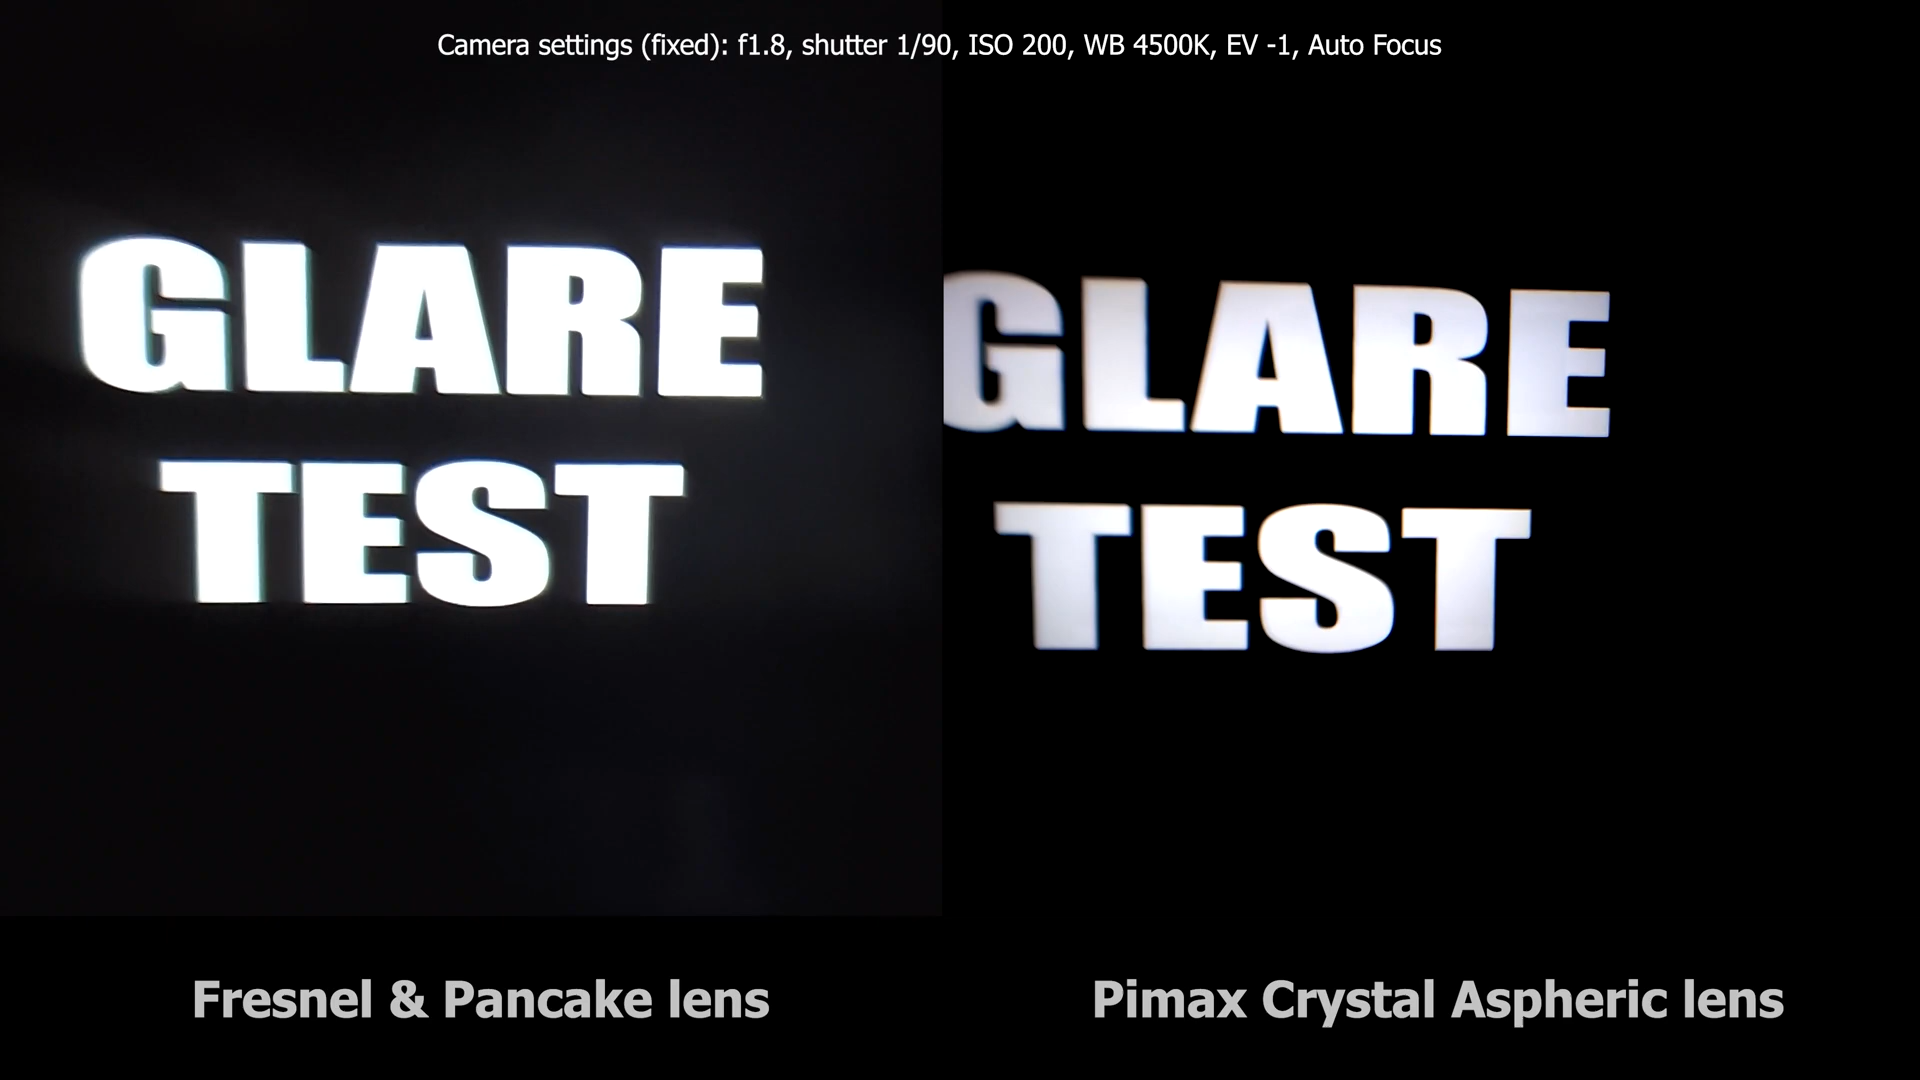 Camera settings (fixed): f1.8, shutter 1/90, ISO 200, WB 4500K, EV -1, Auto Focus
GLARE
TEST
GLARE
TEST
Fresnel & Pancake lens
Pimax Crystal Aspheric lens